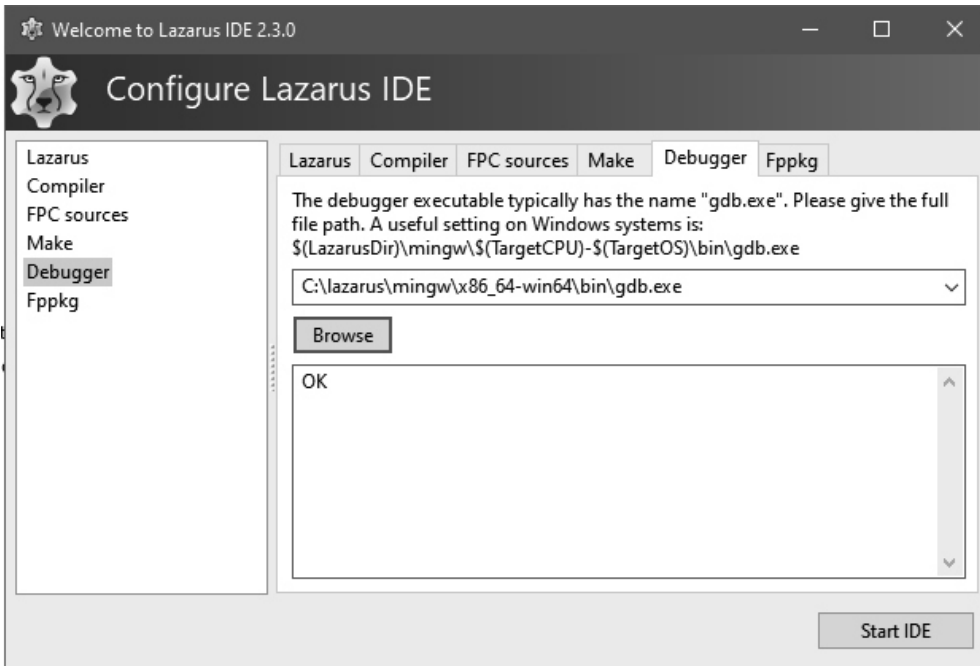 Welcome to Lazarus IDE 2.3.0
Configure Lazarus IDE
Lazarus
Compiler
FPC sources
Make
Debugger
Fppkg
Lazarus Compiler FPC sources Make Debugger Fppkg
The debugger executable typically has the name "gdb.exe". Please give the full
file path. A useful setting on Windows systems is:
$(LazarusDir)\mingw\$(TargetCPU)-$(TargetOS)\bin\gdb.exe
C:\lazarus\mingw\x86_64-win64\bin\gdb.exe
Browse
OK
Start IDE